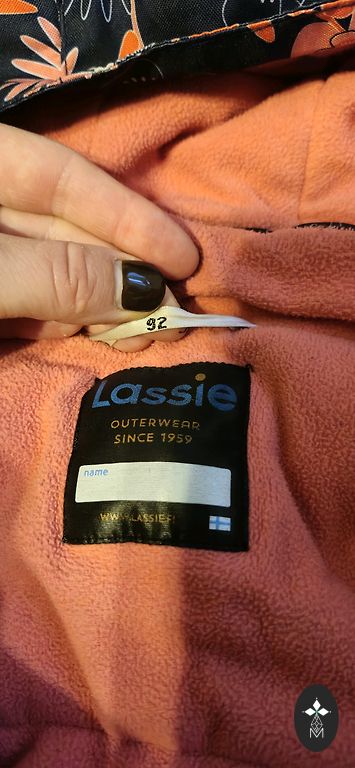 92
Lassie
OUTERWEAR
SINCE 1959
name
WWW.LASSIE.FI
M